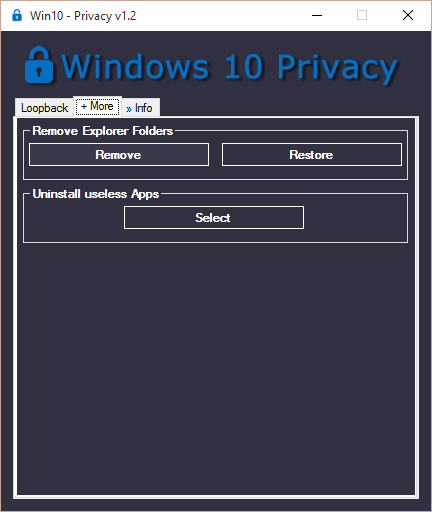 Win10 - Privacy v1.2
Windows 10 Privacy
Loopback + More » Info
Remove Explorer Folders
Remove Restore
Uninstall useless Apps
Select